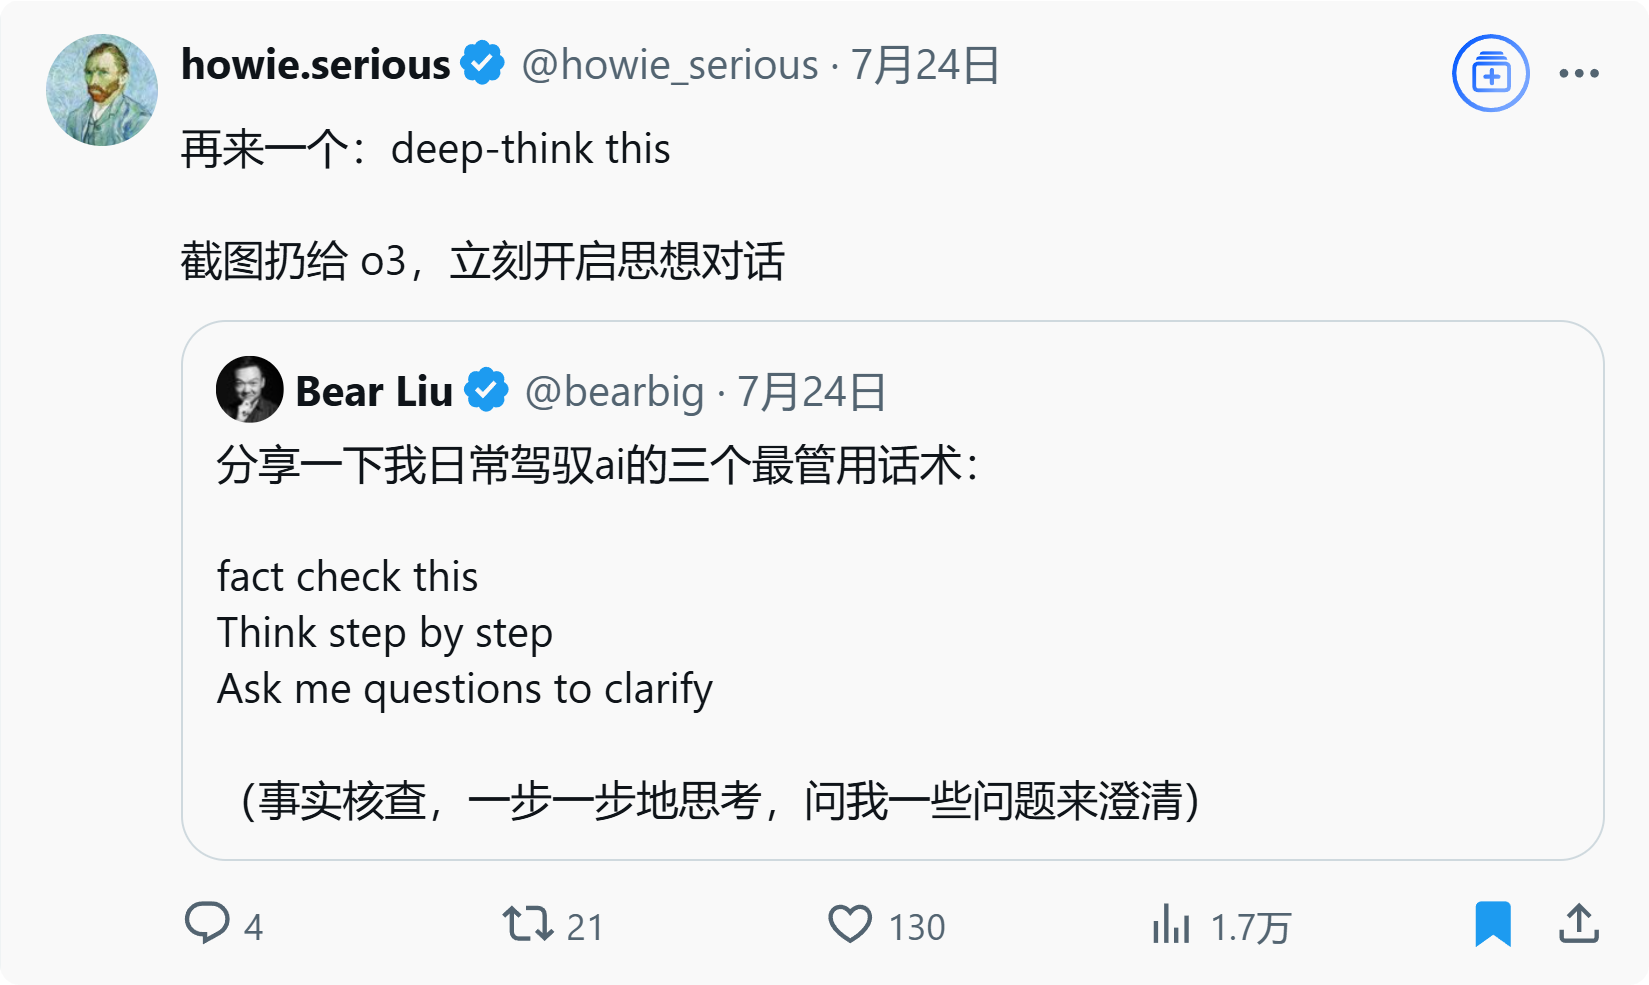 howie.serious @howie_serious · 7月24日
再来一个：deep-think this
截图扔给 o3，立刻开启思想对话
Bear Liu @bearbig · 7月24日
分享一下我日常驾驭ai的三个最管用话术：
fact check this
Think step by step
Ask me questions to clarify
（事实核查，一步一步地思考，问我一些问题来澄清）
4 21 130 1.7万